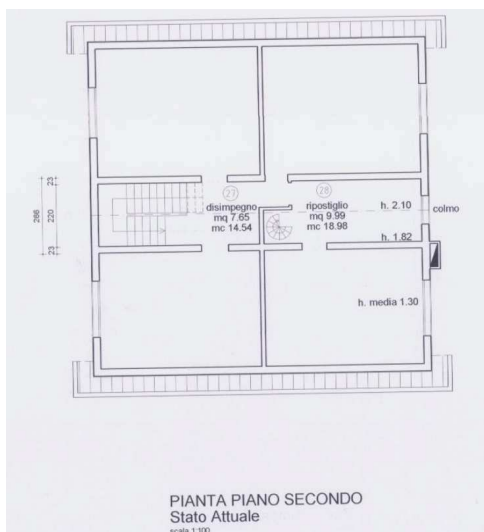 27
disimpegno
mq 7.65
mc 14.54
28
ripostiglio
mq 9.99
mc 18.98
h. 2.10
colmo
h. 1.82
h. media 1.30
23
286
220
23
PIANTA PIANO SECONDO
Stato Attuale
scala 1:100